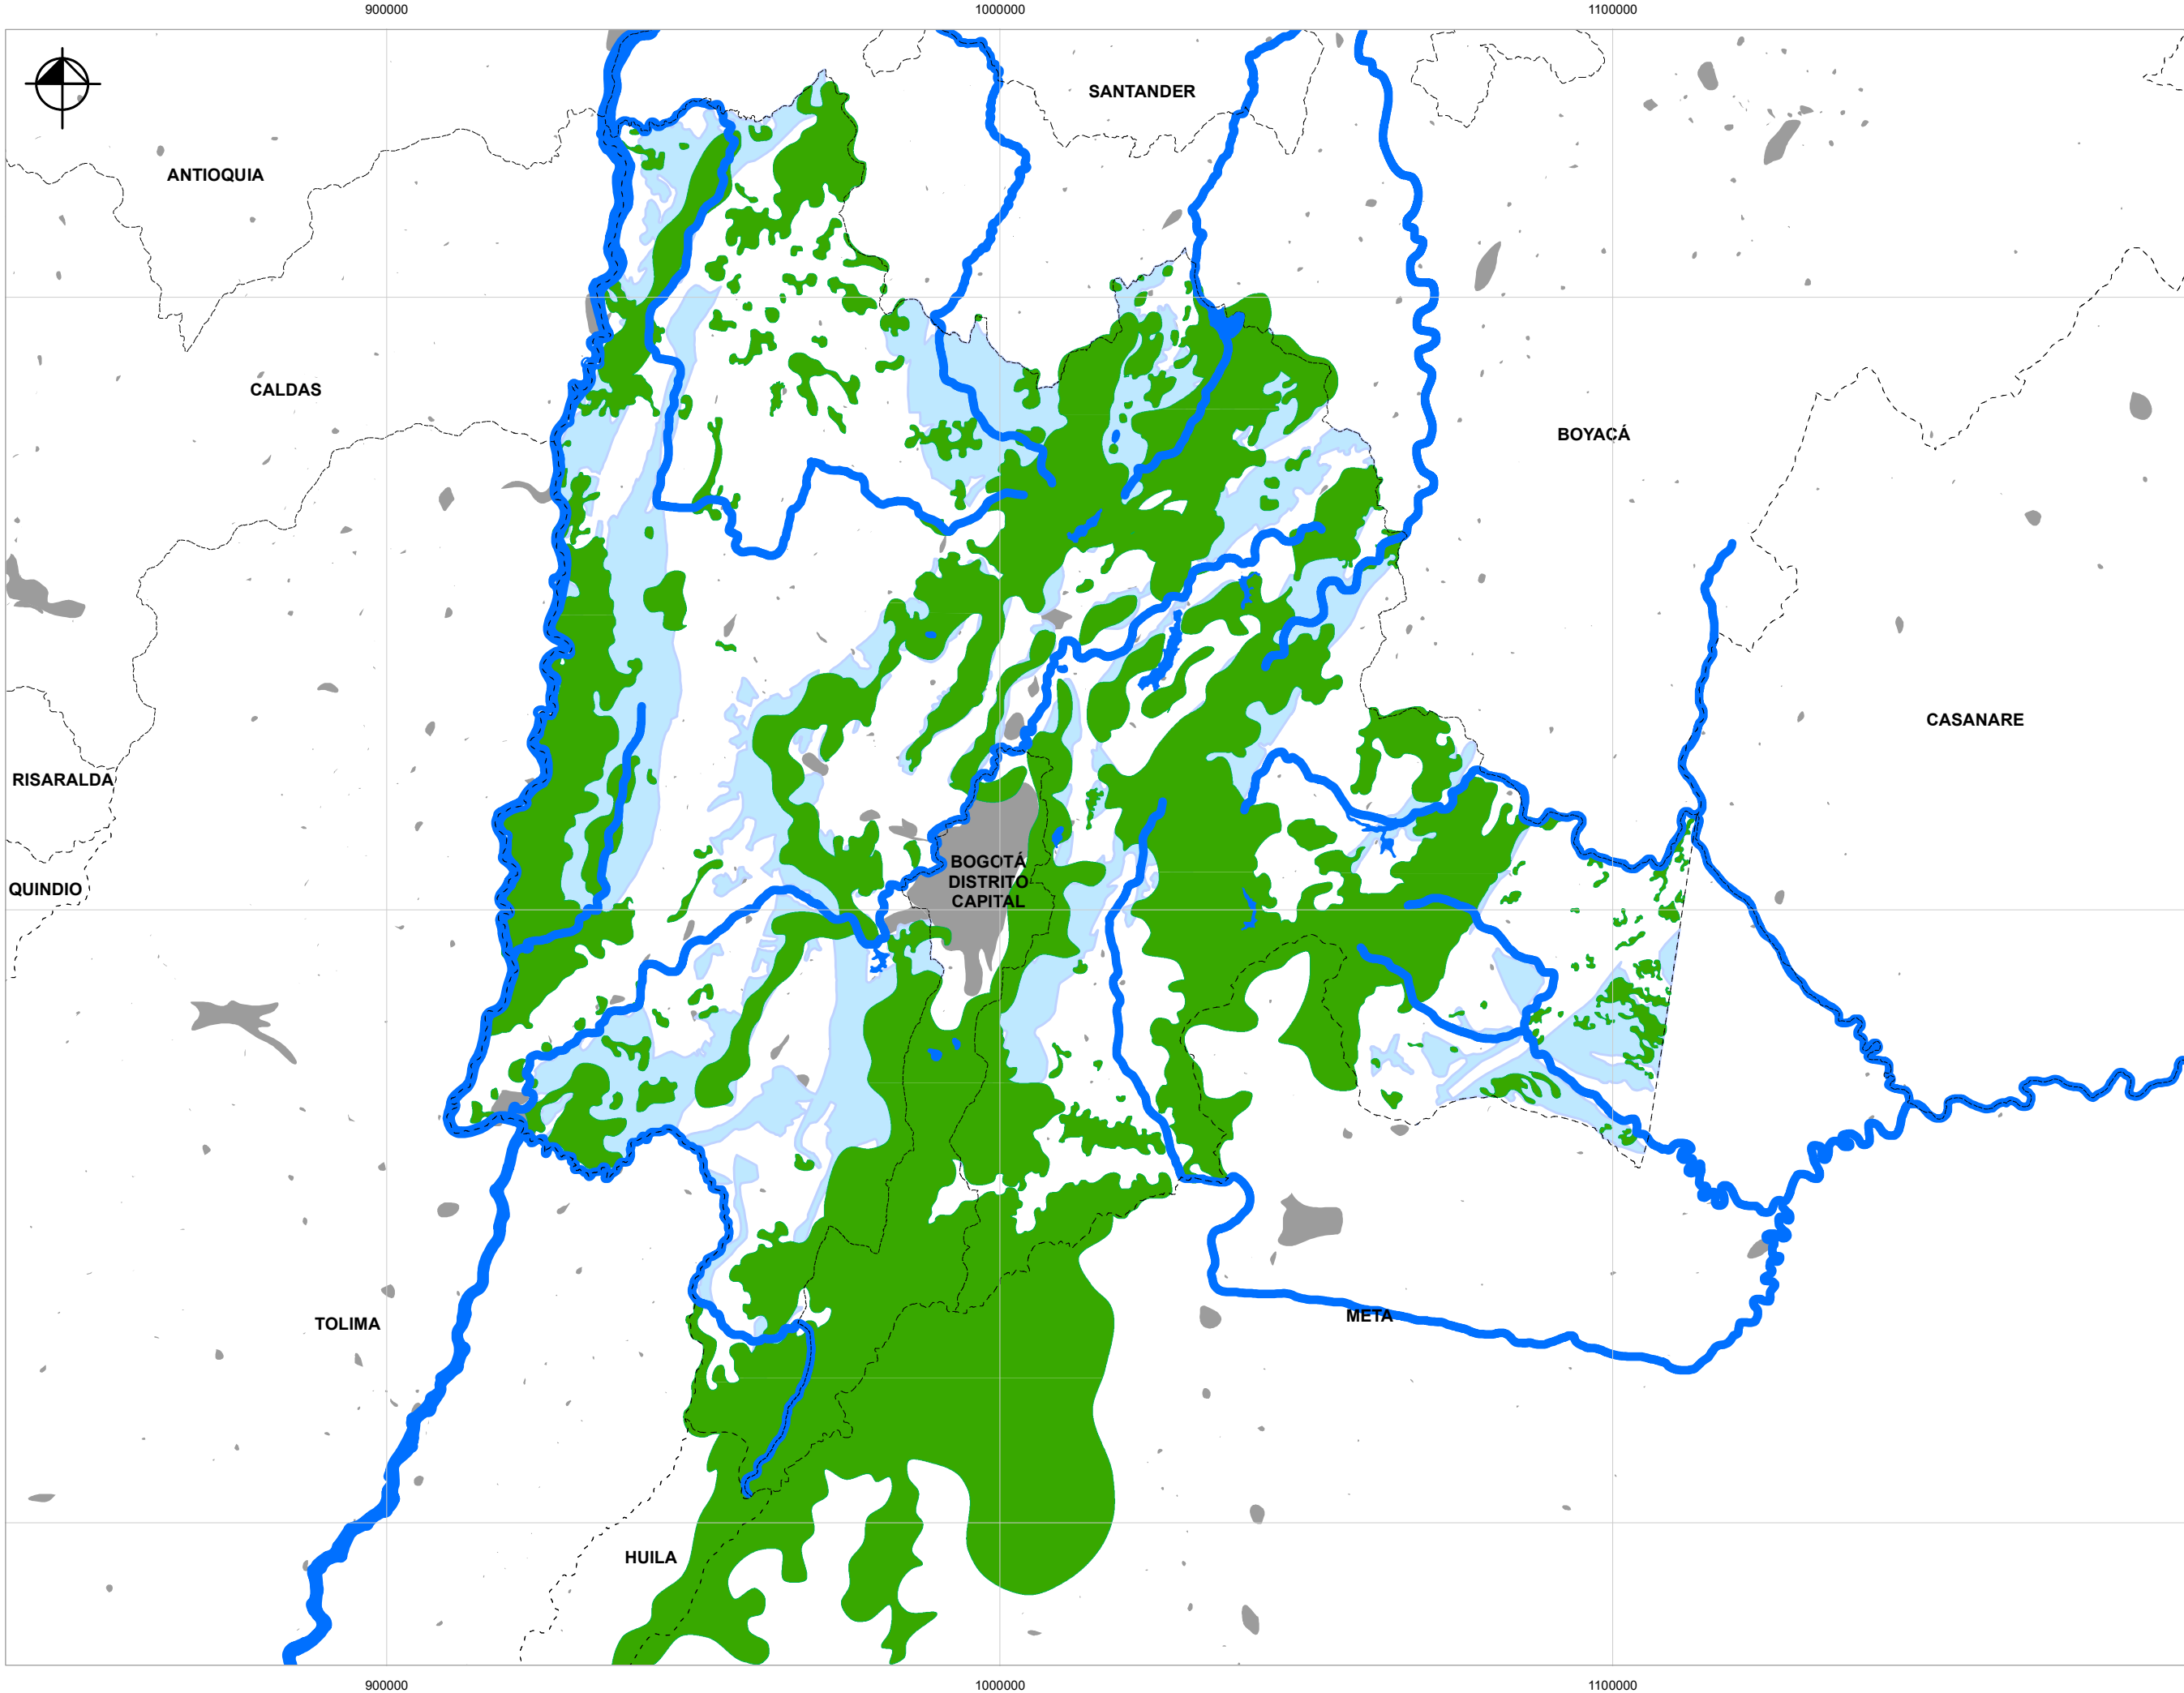 900000
1000000
1100000
SANTANDER
ANTIOQUIA
CALDAS
BOYACÁ
CASANARE
RISARALDA
BOGOTÁ
DISTRITO
CAPITAL
QUINDIO
META
TOLIMA
HUILA
900000
1000000
1100000